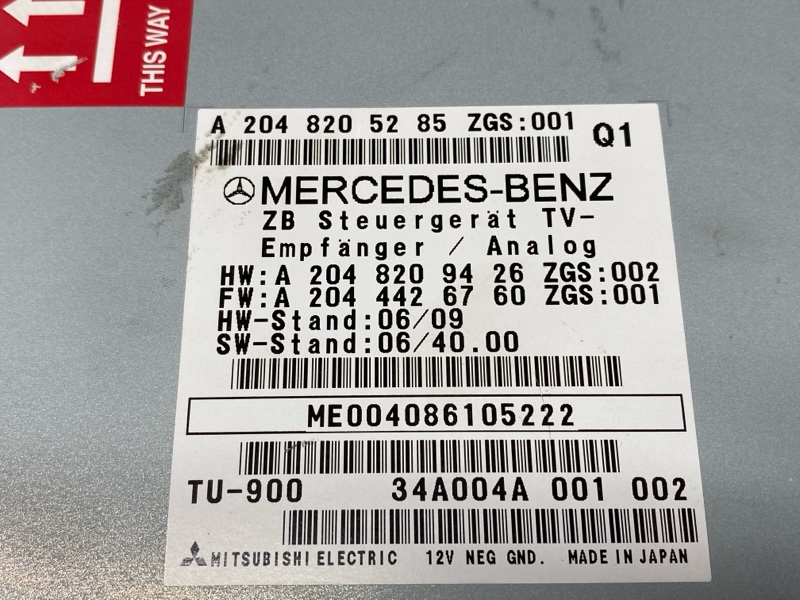 THIS WAY
A 204 820 52 85 ZGS:001
Q1
MERCEDES-BENZ
ZB Steuergerät TV-
Empfänger / Analog
HW:A 204 820 94 26 ZGS:002
FW:A 204 442 67 60 ZGS:001
HW-Stand:06/09
SW-Stand:06/40.00
ME004086105222
TU-900 34A004A 001 002
MITSUBISHI ELECTRIC 12V NEG GND. MADE IN JAPAN